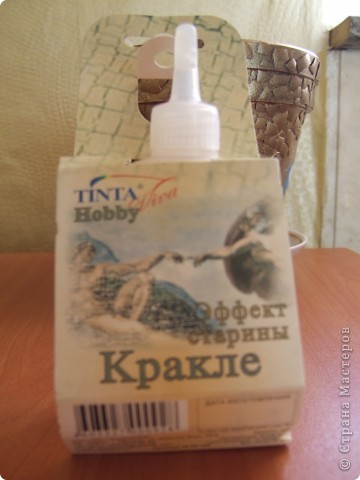 TINTA® Viva
Hobby
Эффект
старины
Кракле
© Страна Мастеров